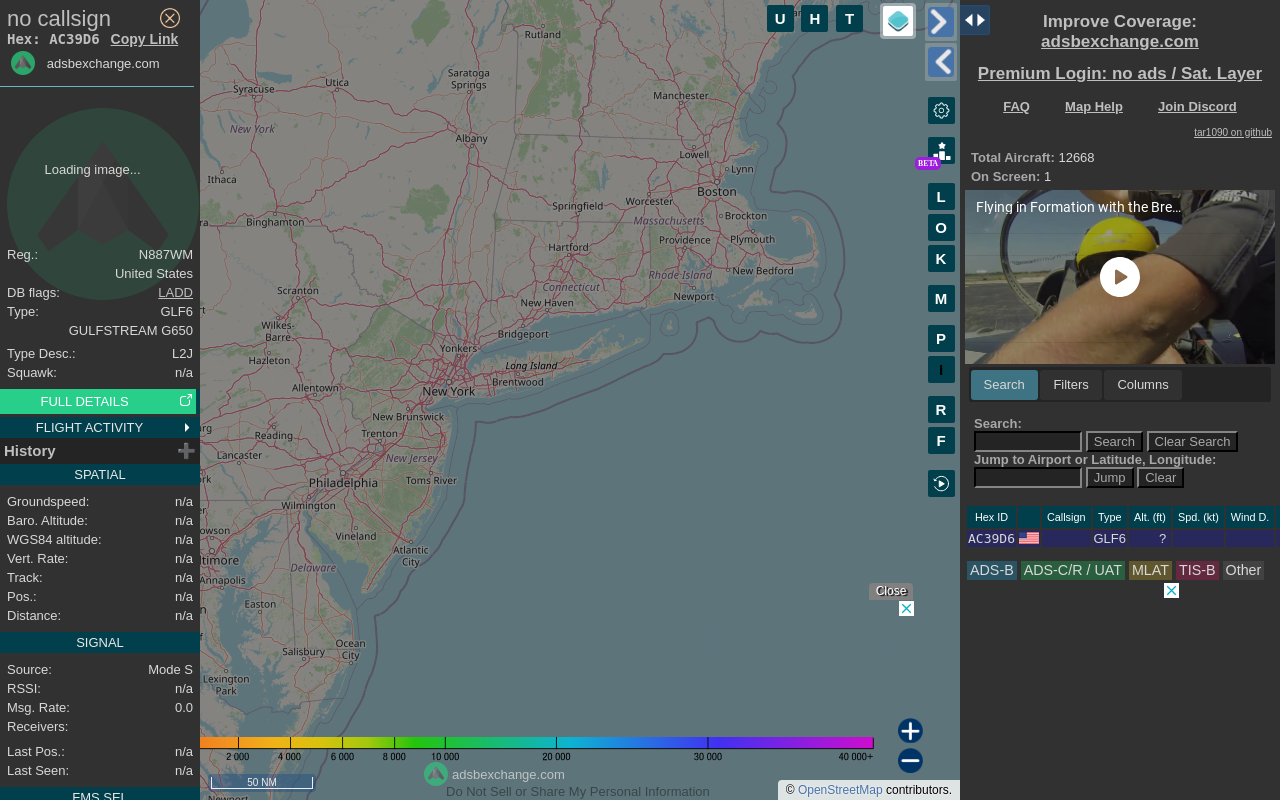 no callsign
Hex: AC39D6 Copy Link
adsbexchange.com
Loading image...
Reg.: N887WM
United States
DB flags: LADD
Type: GLF6
GULFSTREAM G650
Type Desc.: L2J
Squawk: n/a
FULL DETAILS
FLIGHT ACTIVITY
History
SPATIAL
Groundspeed: n/a
Baro. Altitude: n/a
WGS84 altitude: n/a
Vert. Rate: n/a
Track: n/a
Pos.: n/a
Distance: n/a
SIGNAL
Source: Mode S
RSSI: n/a
Msg. Rate: 0.0
Receivers:
Last Pos.: n/a
Last Seen: n/a
FMS SEL
U H T
BETA
L
O
K
M
P
I
R
F
Rutland
Utica
Saratoga
Springs
Syracuse
Manchester
New York
Albany
Lowell
Lynn
Ithaca
Boston
Worcester
Springfield
Massachusetts
Brockton
Binghamton
Providence
Plymouth
Hartford
Rhode Island
New Bedford
Connecticut
Scranton
Newport
New Haven
Wilkes-
Barre
Bridgeport
Yonkers
Hazleton
Long Island
Brentwood
Allentown
New York
New Brunswick
Reading
Trenton
Lancaster
New Jersey
Toms River
Philadelphia
Wilmington
Vineland
Atlantic
City
Delaware
Annapolis
Easton
Ocean
City
Salisbury
Lexington
Park
2 000 4 000 6 000 8 000 10 000 20 000 30 000 40 000+
50 NM
adsbexchange.com
Do Not Sell or Share My Personal Information
Close
© OpenStreetMap contributors.
Improve Coverage:
adsbexchange.com
Premium Login: no ads / Sat. Layer
FAQ Map Help Join Discord
tar1090 on github
Total Aircraft: 12668
On Screen: 1
Flying in Formation with the Bre...
Search Filters Columns
Search:
Search Clear Search
Jump to Airport or Latitude, Longitude:
Jump Clear
Hex ID Callsign Type Alt. (ft) Spd. (kt) Wind D.
AC39D6 GLF6 ?
ADS-B ADS-C/R / UAT MLAT TIS-B Other